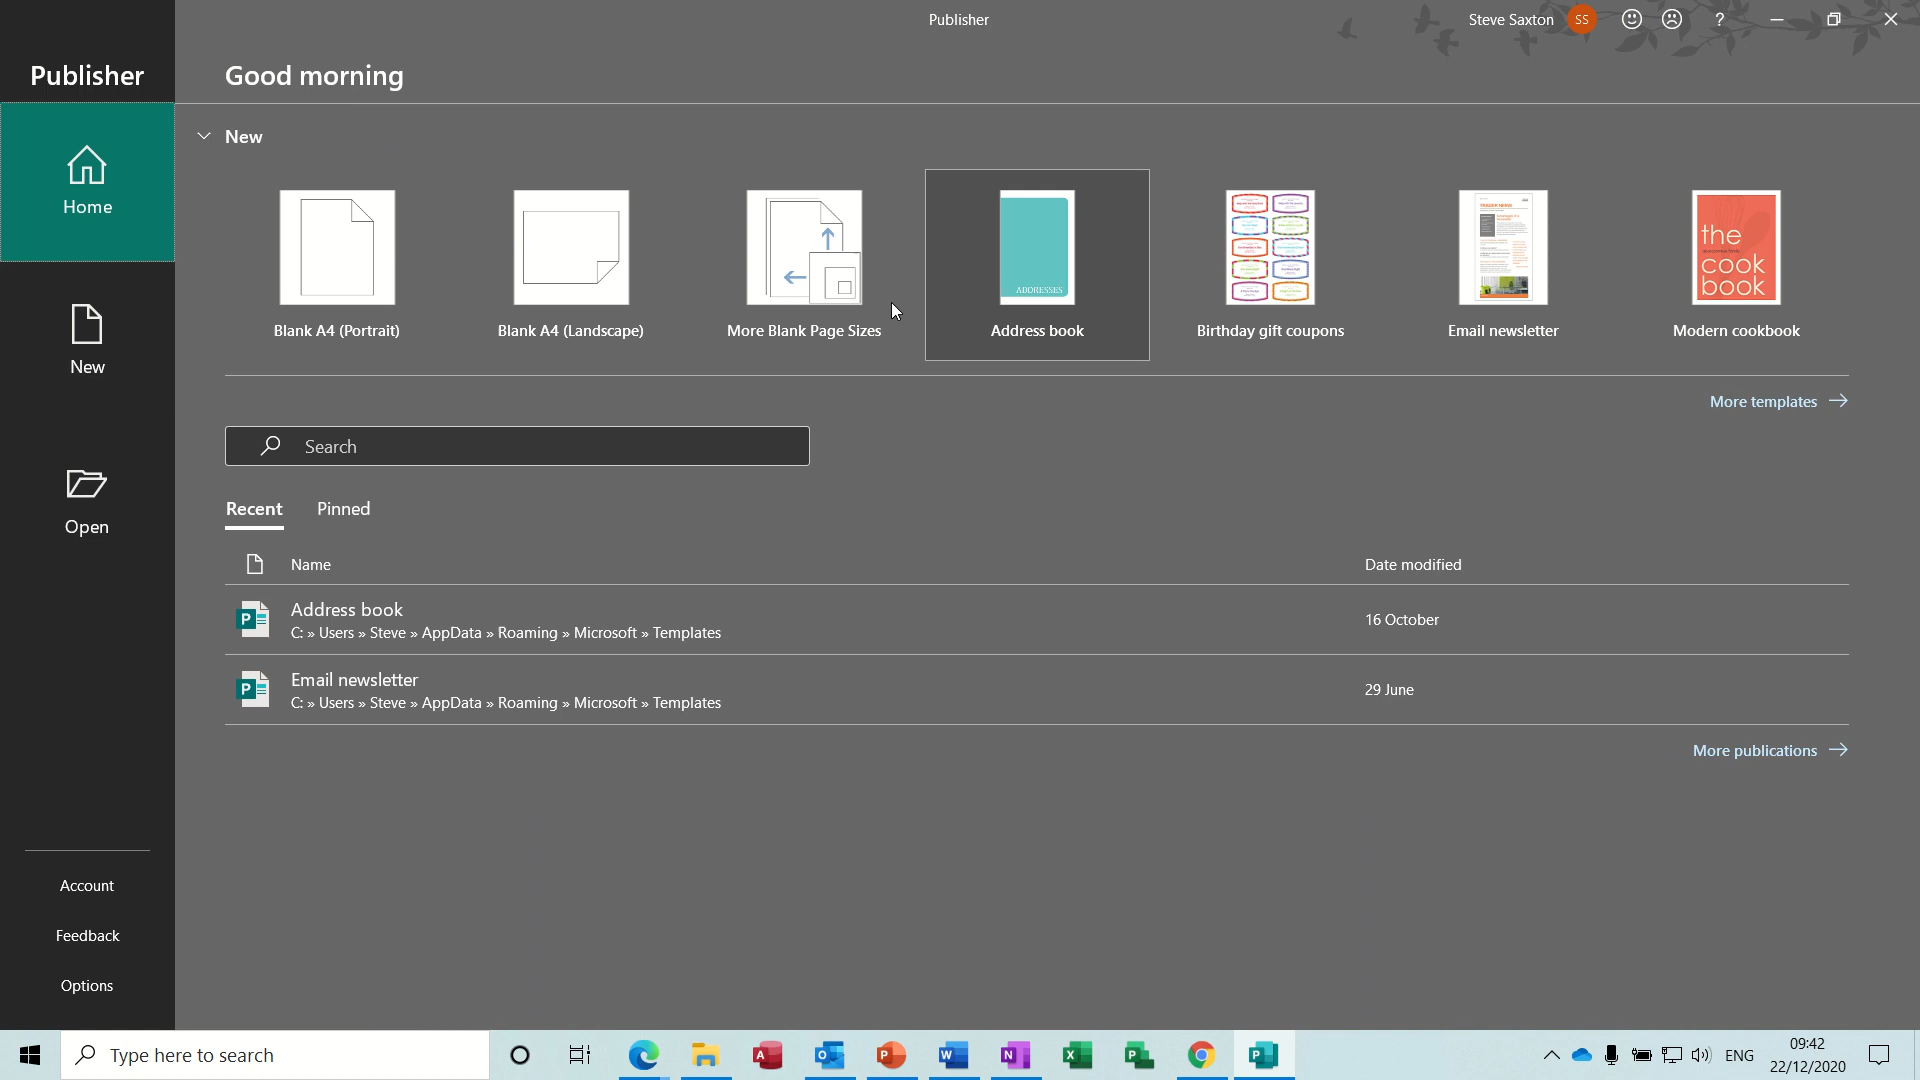 Publisher
Steve Saxton SS ?
Publisher
Good morning
Home
New
Open
Account
Feedback
Options
New
ADDRESSES
the
cook
book
Blank A4 (Portrait)
Blank A4 (Landscape)
More Blank Page Sizes
Address book
Birthday gift coupons
Email newsletter
Modern cookbook
More templates
Search
Recent Pinned
Name Date modified
Address book
C: » Users » Steve » AppData » Roaming » Microsoft » Templates
16 October
Email newsletter
C: » Users » Steve » AppData » Roaming » Microsoft » Templates
29 June
More publications
Type here to search
ENG
09:42
22/12/2020